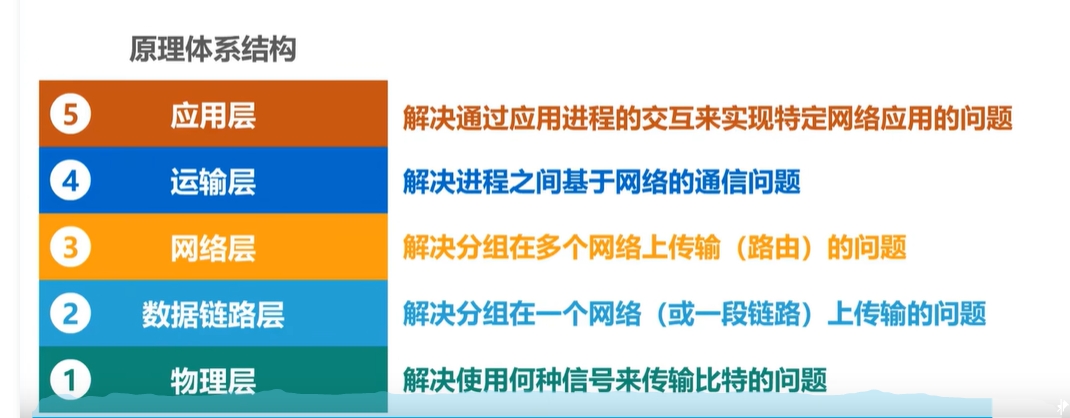 原理体系结构
5 应用层 解决通过应用进程的交互来实现特定网络应用的问题
4 运输层 解决进程之间基于网络的通信问题
3 网络层 解决分组在多个网络上传输（路由）的问题
2 数据链路层 解决分组在一个网络（或一段链路）上传输的问题
1 物理层 解决使用何种信号来传输比特的问题